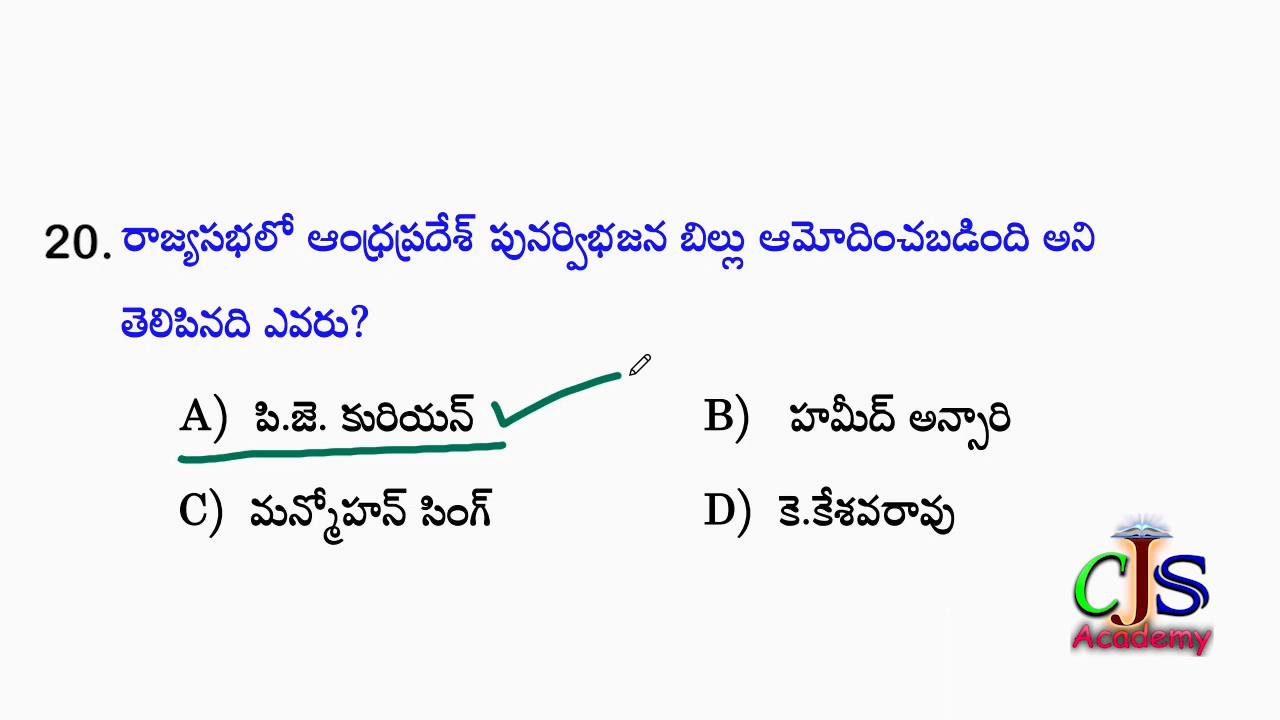 20. రాజ్యసభలో ఆంధ్రప్రదేశ్ పునర్విభజన బిల్లు ఆమోదించబడింది అని
తెలిపినది ఎవరు?
A) పి.జె. కురియన్
B) హమీద్ అన్సారి
C) మన్మోహన్ సింగ్
D) కె.కేశవరావు
CJS
Academy